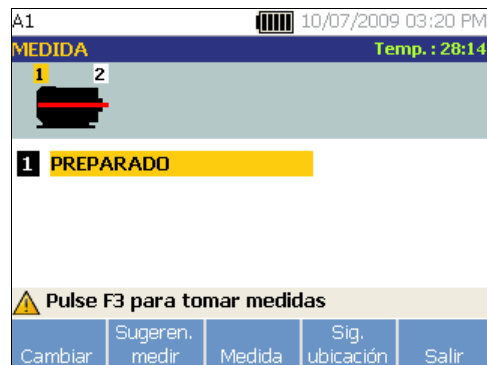 A1 10/07/2009 03:20 PM
MEDIDA Temp. : 28:14
1 2
1 PREPARADO
Pulse F3 para tomar medidas
Cambiar Sugeren. medir Medida Sig. ubicación Salir